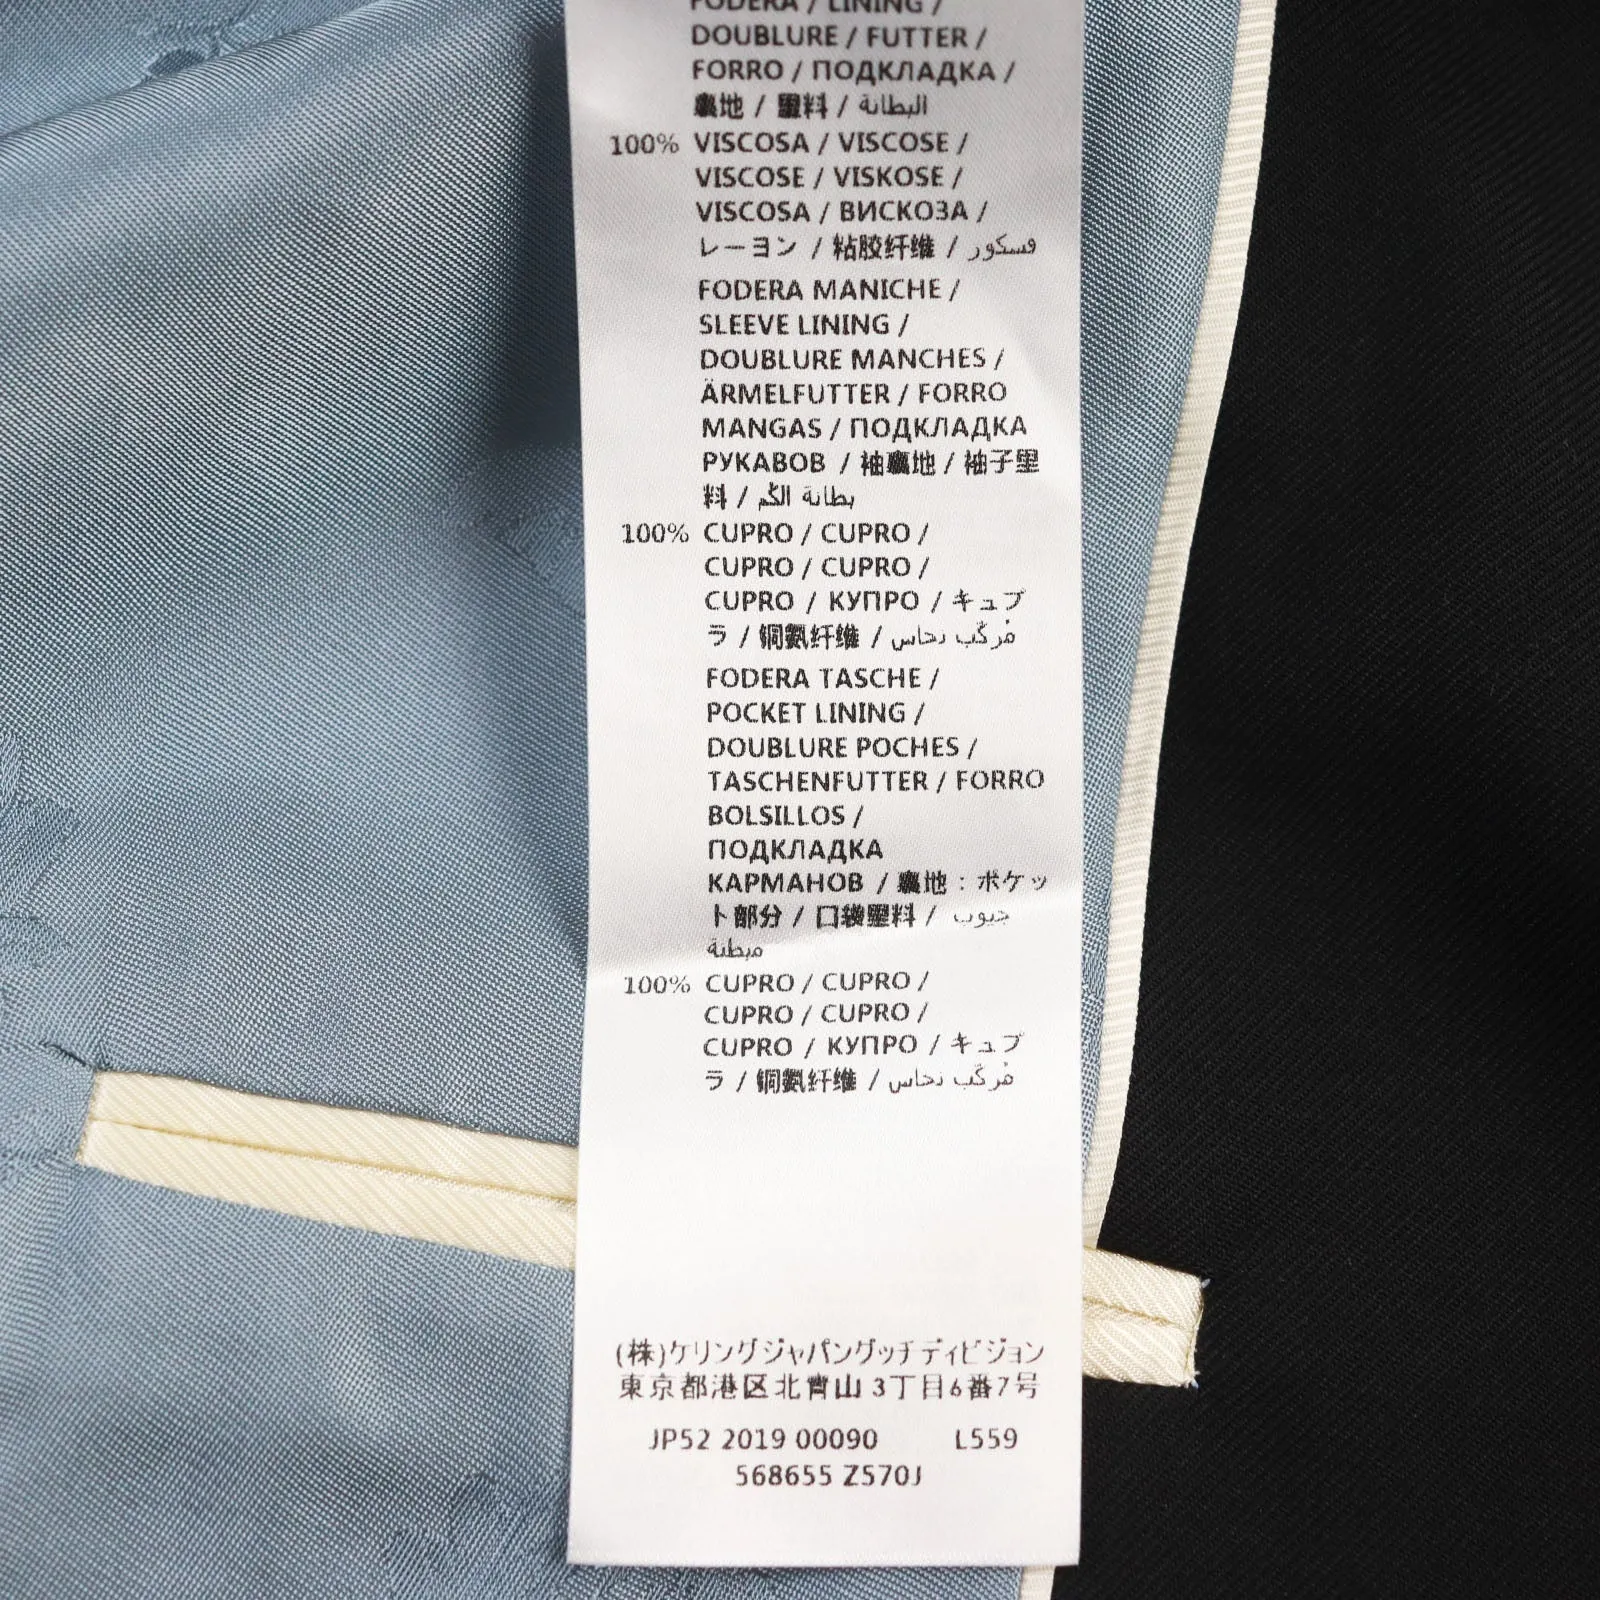 FODERA / LINING /
DOUBLURE / FUTTER /
FORRO / ПОДКЛАДКА /
裏地 / 里料 / البطانة
100% VISCOSA / VISCOSE /
VISCOSE / VISKOSE /
VISCOSA / ВИСКОЗА /
レーヨン / 粘胶纤维 / فسكور
FODERA MANICHE /
SLEEVE LINING /
DOUBLURE MANCHES /
ÄRMELFUTTER / FORRO
MANGAS / ПОДКЛАДКА
РУКАВОВ / 袖裏地 / 袖子里
料 / بطانة الكم
100% CUPRO / CUPRO /
CUPRO / CUPRO /
CUPRO / КУПРО / キュプ
ラ / 铜氨纤维 / مُركّب نحاس
FODERA TASCHE /
POCKET LINING /
DOUBLURE POCHES /
TASCHENFUTTER / FORRO
BOLSILLOS /
ПОДКЛАДКА
КАРМАНОВ / 裏地：ポケッ
ト部分 / 口袋里料 / جيوب
مبطنة
100% CUPRO / CUPRO /
CUPRO / CUPRO /
CUPRO / КУПРО / キュプ
ラ / 铜氨纤维 / مُركّب نحاس
(株)ケリングジャパングッチディビジョン
東京都港区北青山3丁目6番7号
JP52 2019 00090 L559
568655 Z570J